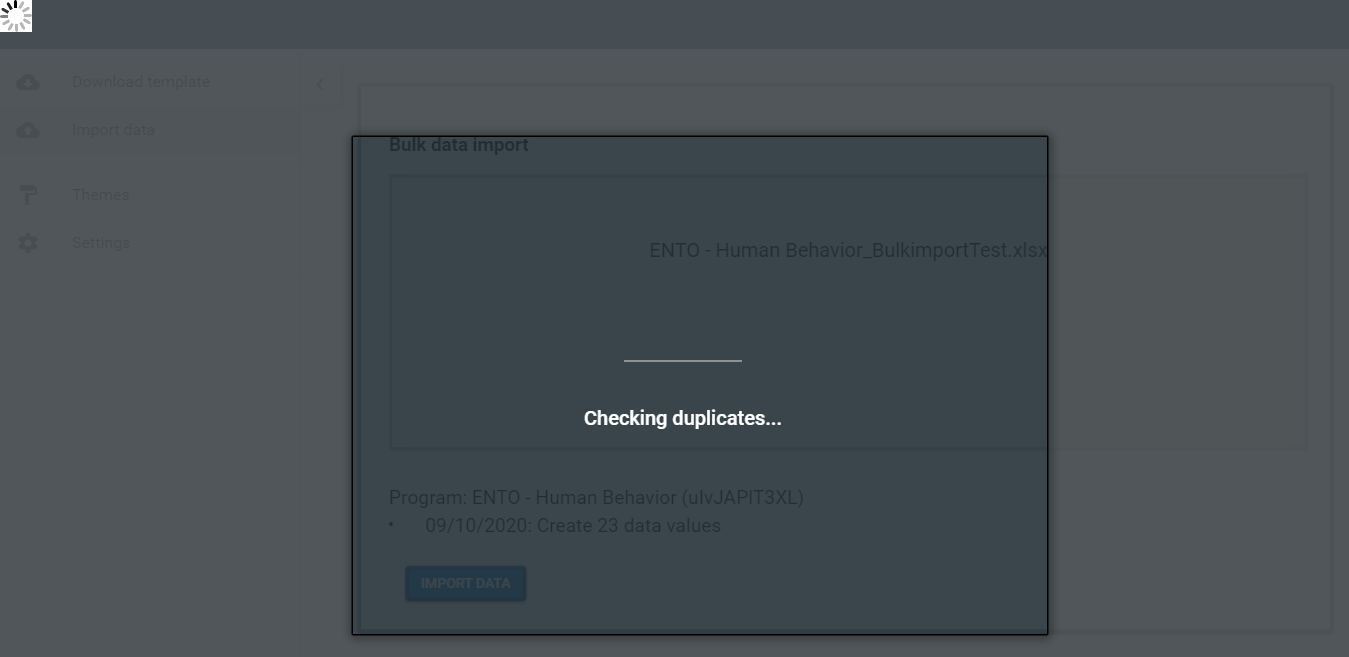 Download template
Import data
Themes
Settings
Bulk data import
ENTO - Human Behavior_BulkimportTest.xlsx
Checking duplicates...
Program: ENTO - Human Behavior (uIvJAPIT3XL)
• 09/10/2020: Create 23 data values
IMPORT DATA